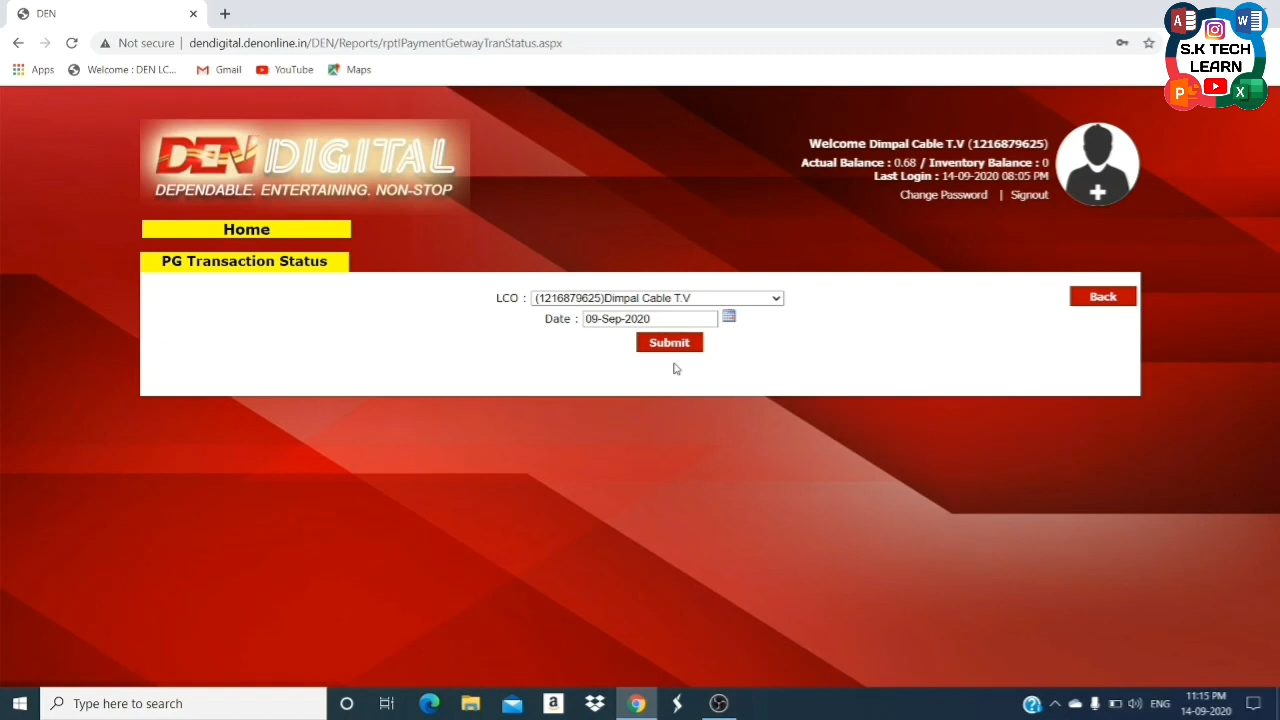 DEN
Not secure
dendigital.denonline.in/DEN/Reports/rptlPaymentGetwayTranStatus.aspx
Apps
Welcome : DEN LC...
Gmail
YouTube
Maps
S.K TECH
LEARN
DEN DIGITAL
DEPENDABLE. ENTERTAINING. NON-STOP
Welcome Dimpal Cable T.V (1216879625)
Actual Balance : 0.68 / Inventory Balance : 0
Last Login : 14-09-2020 08:05 PM
Change Password | Signout
Home
PG Transaction Status
LCO : (1216879625)Dimpal Cable T.V
Back
Date : 09-Sep-2020
Submit
Type here to search
ENG
11:15 PM
14-09-2020